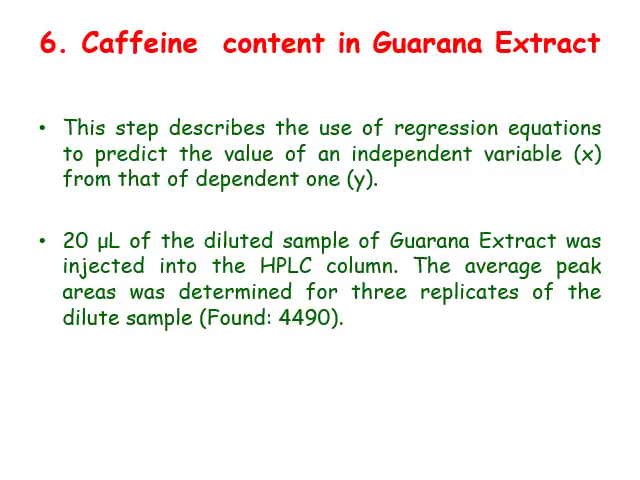 6. Caffeine content in Guarana Extract
• This step describes the use of regression equations
to predict the value of an independent variable (x)
from that of dependent one (y).
• 20 µL of the diluted sample of Guarana Extract was
injected into the HPLC column. The average peak
areas was determined for three replicates of the
dilute sample (Found: 4490).